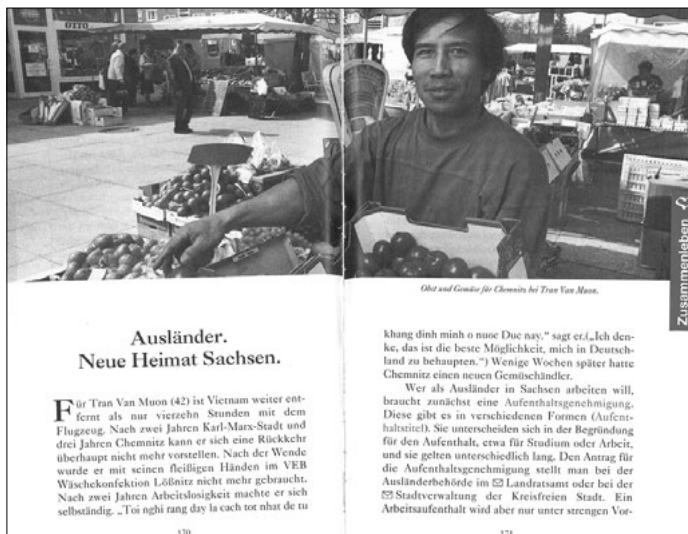 OTTO
Obst und Gemüse für Chemnitz bei Tran Van Muon.
Zusammenleben
Ausländer.
Neue Heimat Sachsen.
Für Tran Van Muon (42) ist Vietnam weiter ent-
fernt als nur vierzehn Stunden mit dem
Flugzeug. Nach zwei Jahren Karl-Marx-Stadt und
drei Jahren Chemnitz kann er sich eine Rückkehr
überhaupt nicht mehr vorstellen. Nach der Wende
wurde er mit seinen fleißigen Händen im VEB
Wäschekonfektion Lößnitz nicht mehr gebraucht.
Nach zwei Jahren Arbeitslosigkeit machte er sich
selbständig. „Toi nghi rang day la cach tot nhat de tu
170
khang dinh minh o nuoc Duc nay.“ sagt er.(„Ich den-
ke, das ist die beste Möglichkeit, mich in Deutsch-
land zu behaupten.“) Wenige Wochen später hatte
Chemnitz einen neuen Gemüschändler.
Wer als Ausländer in Sachsen arbeiten will,
braucht zunächst eine Aufenthaltsgenehmigung.
Diese gibt es in verschiedenen Formen (Aufent-
haltstitel). Sie unterscheiden sich in der Begründung
für den Aufenthalt, etwa für Studium oder Arbeit,
und sie gelten unterschiedlich lang. Den Antrag für
die Aufenthaltsgenehmigung stellt man bei der
Ausländerbehörde im Landratsamt oder bei der
Stadtverwaltung der Kreisfreien Stadt. Ein
Arbeitsaufenthalt wird aber nur unter strengen Vor-
171